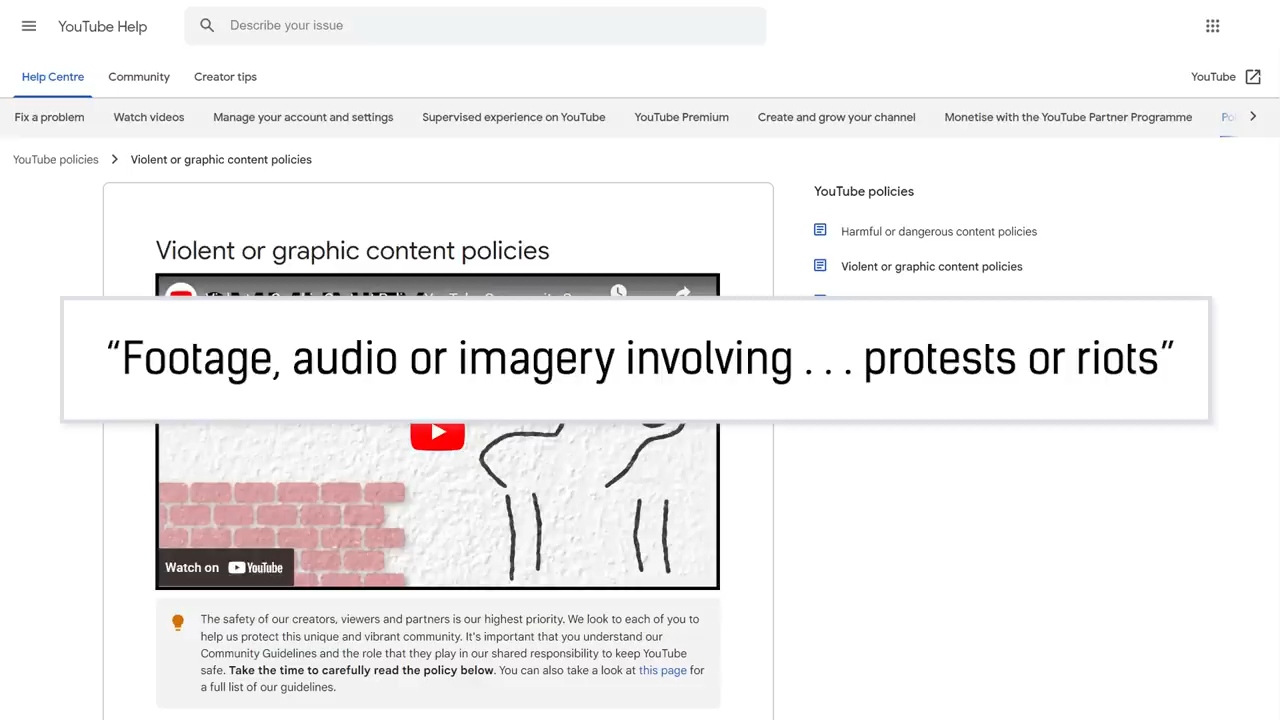 YouTube Help
Describe your issue
Help Centre
Community
Creator tips
YouTube
Fix a problem
Watch videos
Manage your account and settings
Supervised experience on YouTube
YouTube Premium
Create and grow your channel
Monetise with the YouTube Partner Programme
YouTube policies
Violent or graphic content policies
YouTube policies
Harmful or dangerous content policies
Violent or graphic content policies
Violent or graphic content policies
“Footage, audio or imagery involving . . . protests or riots”
Watch on YouTube
The safety of our creators, viewers and partners is our highest priority. We look to each of you to
help us protect this unique and vibrant community. It's important that you understand our
Community Guidelines and the role that they play in our shared responsibility to keep YouTube
safe. Take the time to carefully read the policy below. You can also take a look at this page for
a full list of our guidelines.